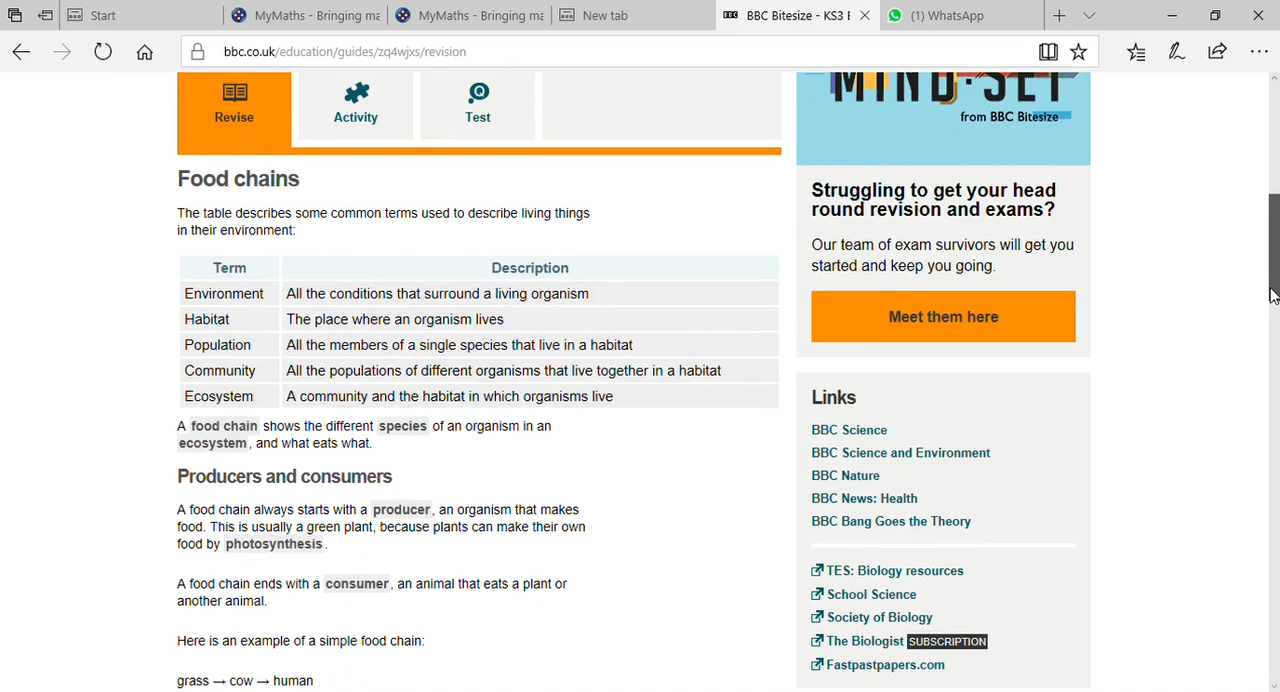 Start
MyMaths - Bringing ma
MyMaths - Bringing ma
New tab
BBC Bitesize - KS3 B
(1) WhatsApp
bbc.co.uk/education/guides/zq4wjxs/revision
Revise
Activity
Test
Food chains
The table describes some common terms used to describe living things
in their environment:
Term Description
Environment All the conditions that surround a living organism
Habitat The place where an organism lives
Population All the members of a single species that live in a habitat
Community All the populations of different organisms that live together in a habitat
Ecosystem A community and the habitat in which organisms live
A food chain shows the different species of an organism in an
ecosystem, and what eats what.
Producers and consumers
A food chain always starts with a producer, an organism that makes
food. This is usually a green plant, because plants can make their own
food by photosynthesis.
A food chain ends with a consumer, an animal that eats a plant or
another animal.
Here is an example of a simple food chain:
grass → cow → human
MIND·SET
from BBC Bitesize
Struggling to get your head
round revision and exams?
Our team of exam survivors will get you
started and keep you going.
Meet them here
Links
BBC Science
BBC Science and Environment
BBC Nature
BBC News: Health
BBC Bang Goes the Theory
TES: Biology resources
School Science
Society of Biology
The Biologist SUBSCRIPTION
Fastpastpapers.com